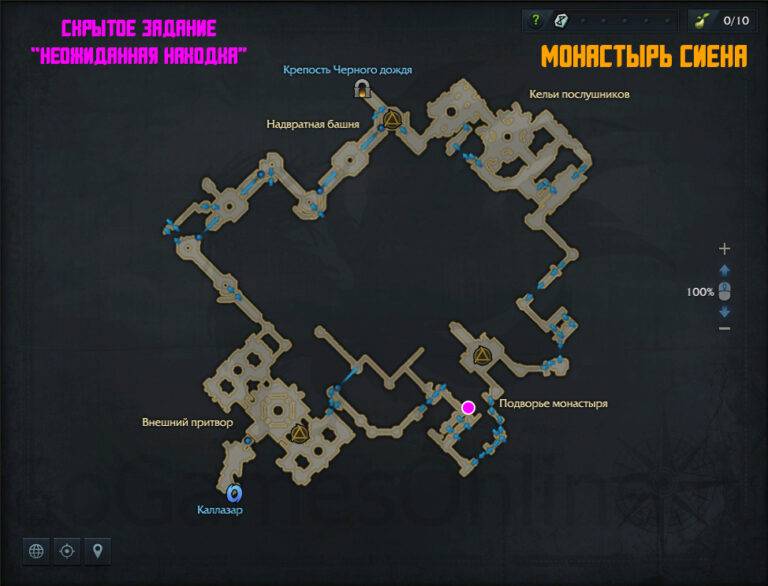 СКРЫТОЕ ЗАДАНИЕ
"НЕОЖИДАННАЯ НАХОДКА"
? 0/10
МОНАСТЫРЬ СИЕНА
Крепость Черного дождя
Кельи послушников
Надвратная башня
100%
Подворье монастыря
Внешний притвор
Каллазар